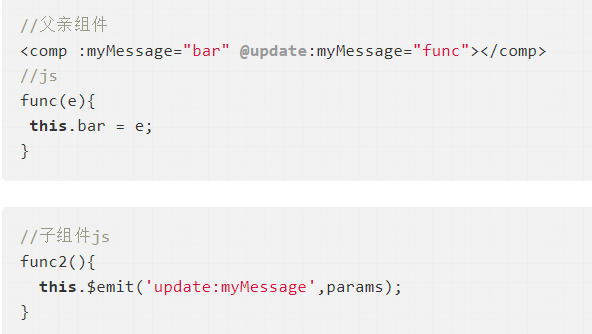 //父亲组件
<comp :myMessage="bar" @update:myMessage="func"></comp>
//js
func(e){
 this.bar = e;
}
//子组件js
func2(){
  this.$emit('update:myMessage',params);
}